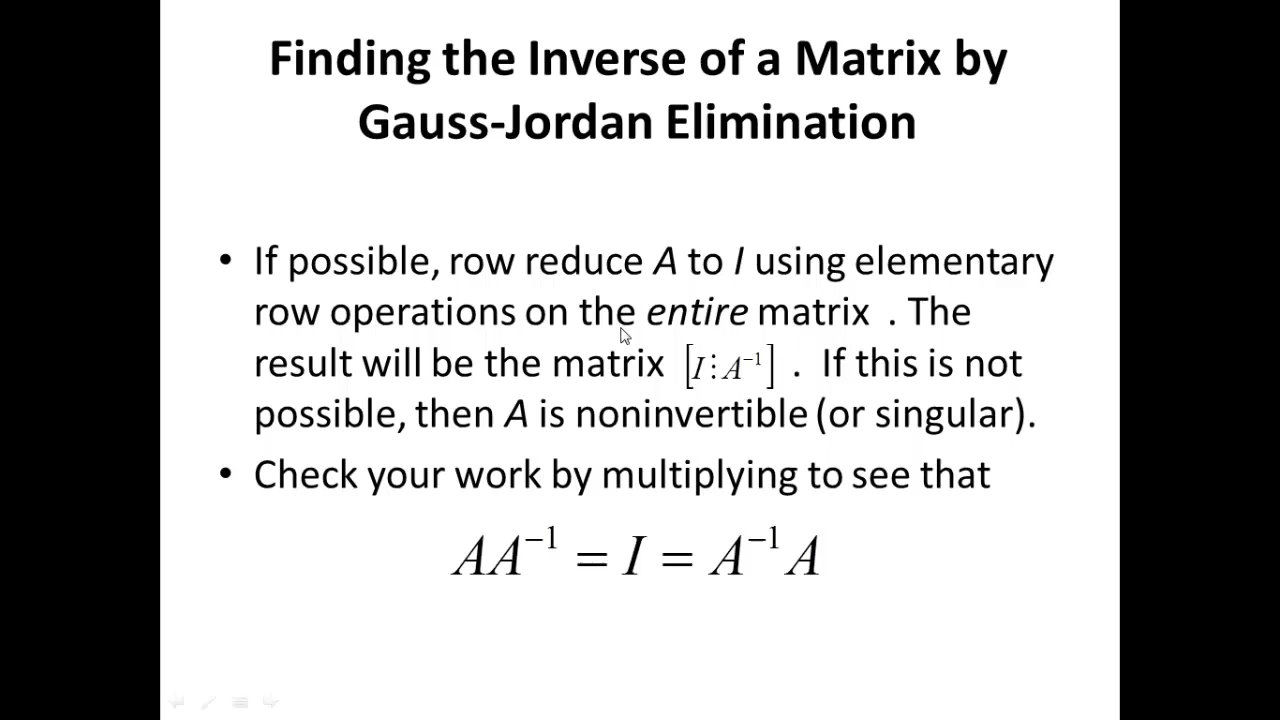 Finding the Inverse of a Matrix by
Gauss-Jordan Elimination
• If possible, row reduce A to I using elementary
row operations on the entire matrix . The
result will be the matrix [I⋮A⁻¹] . If this is not
possible, then A is noninvertible (or singular).
• Check your work by multiplying to see that
AA⁻¹ = I = A⁻¹A